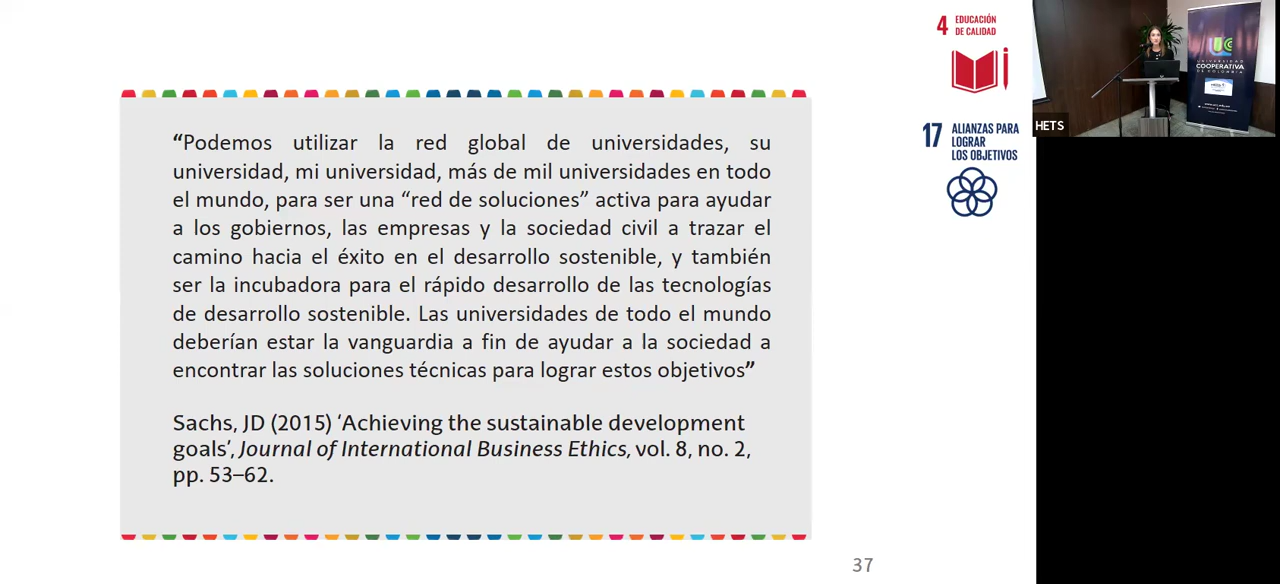 “Podemos utilizar la red global de universidades, su
universidad, mi universidad, más de mil universidades en todo
el mundo, para ser una “red de soluciones” activa para ayudar
a los gobiernos, las empresas y la sociedad civil a trazar el
camino hacia el éxito en el desarrollo sostenible, y también
ser la incubadora para el rápido desarrollo de las tecnologías
de desarrollo sostenible. Las universidades de todo el mundo
deberían estar la vanguardia a fin de ayudar a la sociedad a
encontrar las soluciones técnicas para lograr estos objetivos”
Sachs, JD (2015) ‘Achieving the sustainable development
goals’, Journal of International Business Ethics, vol. 8, no. 2,
pp. 53–62.
37
4 EDUCACIÓN
DE CALIDAD
17 ALIANZAS PARA
LOGRAR
LOS OBJETIVOS
UNIVERSIDAD
COOPERATIVA
DE COLOMBIA
HETS